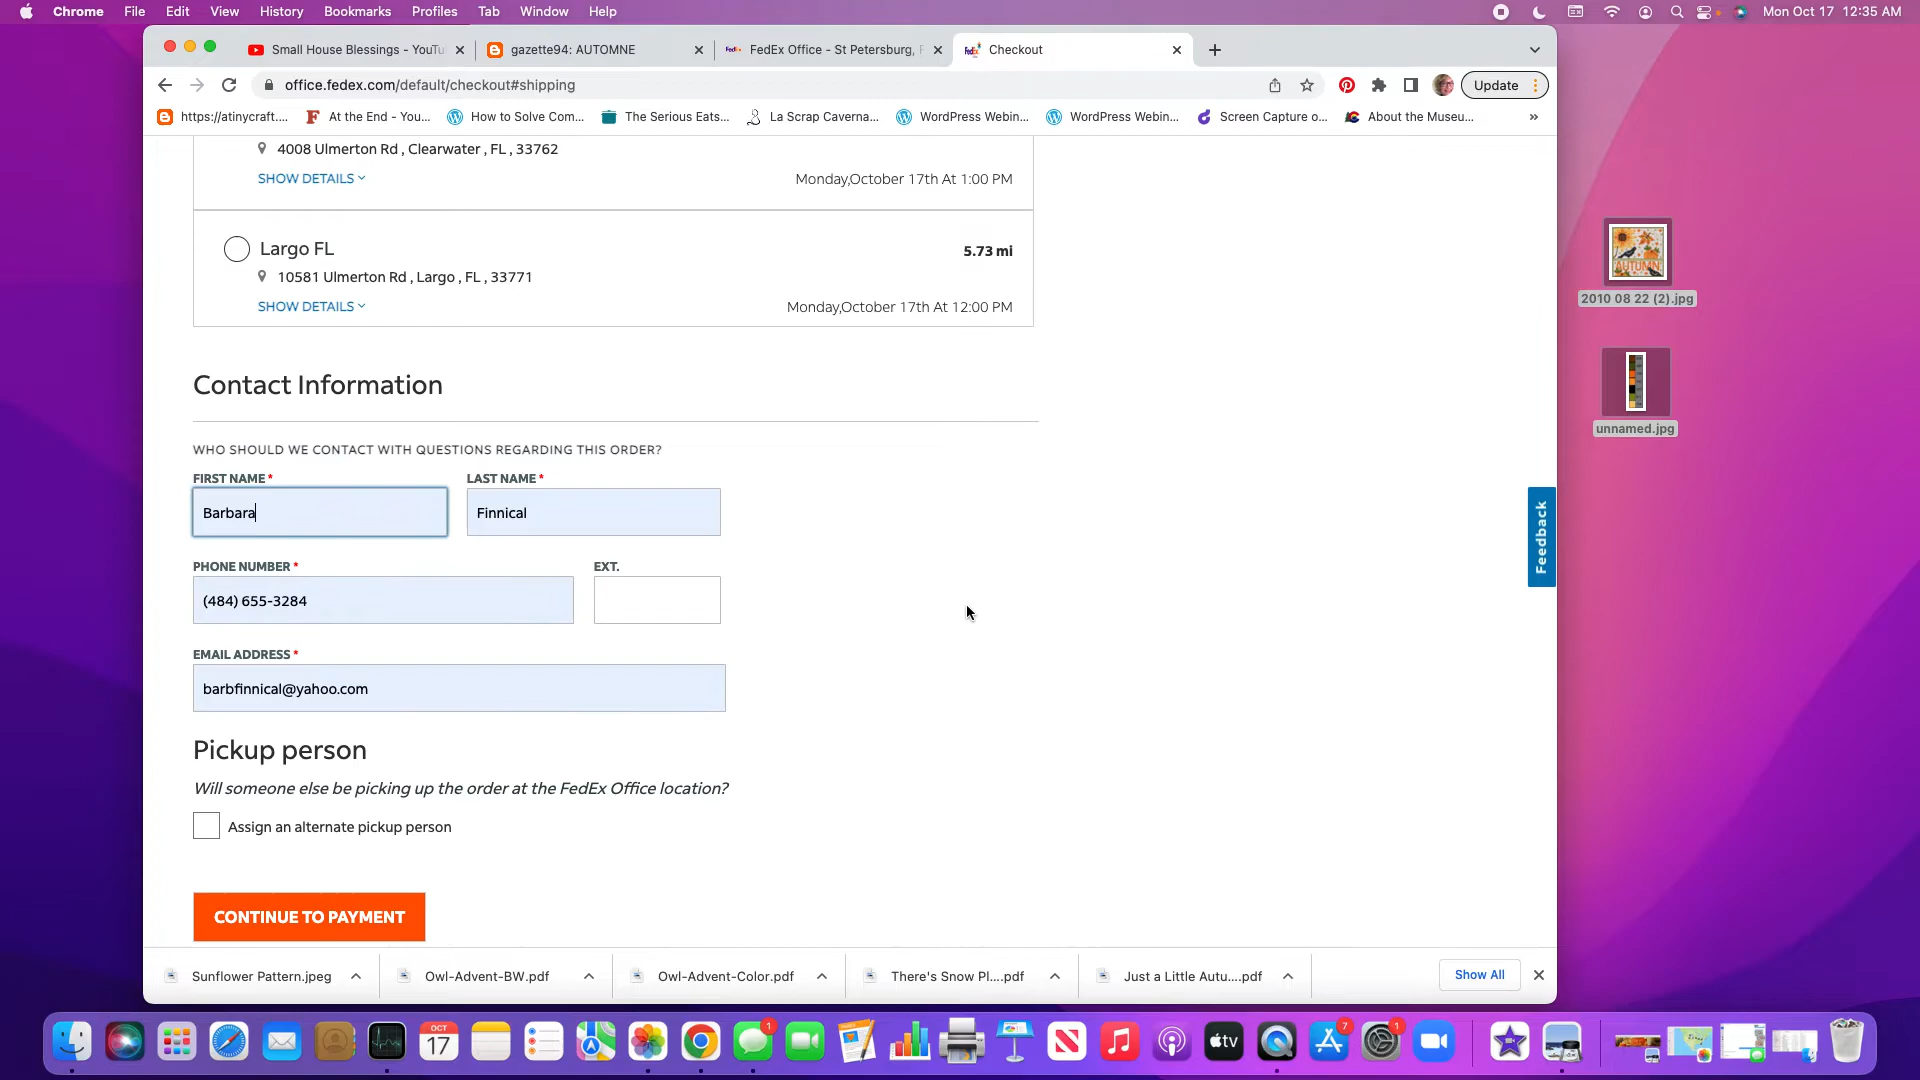 Chrome File Edit View History Bookmarks Profiles Tab Window Help Mon Oct 17 12:35 AM
Small House Blessings - YouTu
gazette94: AUTOMNE
FedEx Office - St Petersburg, F
Checkout
office.fedex.com/default/checkout#shipping
Update
https://atinycraft.... At the End - You... How to Solve Com... The Serious Eats... La Scrap Caverna... WordPress Webin... WordPress Webin... Screen Capture o... About the Museu... »
4008 Ulmerton Rd , Clearwater , FL , 33762
SHOW DETAILS Monday,October 17th At 1:00 PM
Largo FL 5.73 mi
10581 Ulmerton Rd , Largo , FL , 33771
SHOW DETAILS Monday,October 17th At 12:00 PM
Contact Information
WHO SHOULD WE CONTACT WITH QUESTIONS REGARDING THIS ORDER?
FIRST NAME * LAST NAME *
Barbara Finnical
PHONE NUMBER * EXT.
(484) 655-3284
EMAIL ADDRESS *
barbfinnical@yahoo.com
Pickup person
Will someone else be picking up the order at the FedEx Office location?
Assign an alternate pickup person
CONTINUE TO PAYMENT
Feedback
AUTUMN
2010 08 22 (2).jpg
unnamed.jpg
Sunflower Pattern.jpeg Owl-Advent-BW.pdf Owl-Advent-Color.pdf There's Snow Pl....pdf Just a Little Autu....pdf Show All
OCT
17
1
tv
7
1